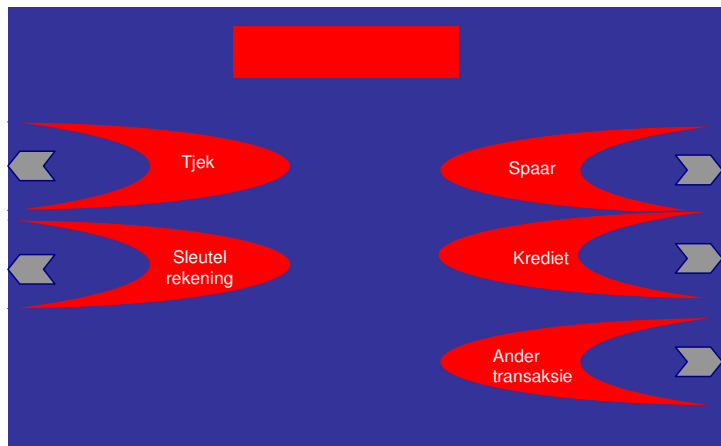 Tjek
Sleutel
rekening
Spaar
Krediet
Ander
transaksie